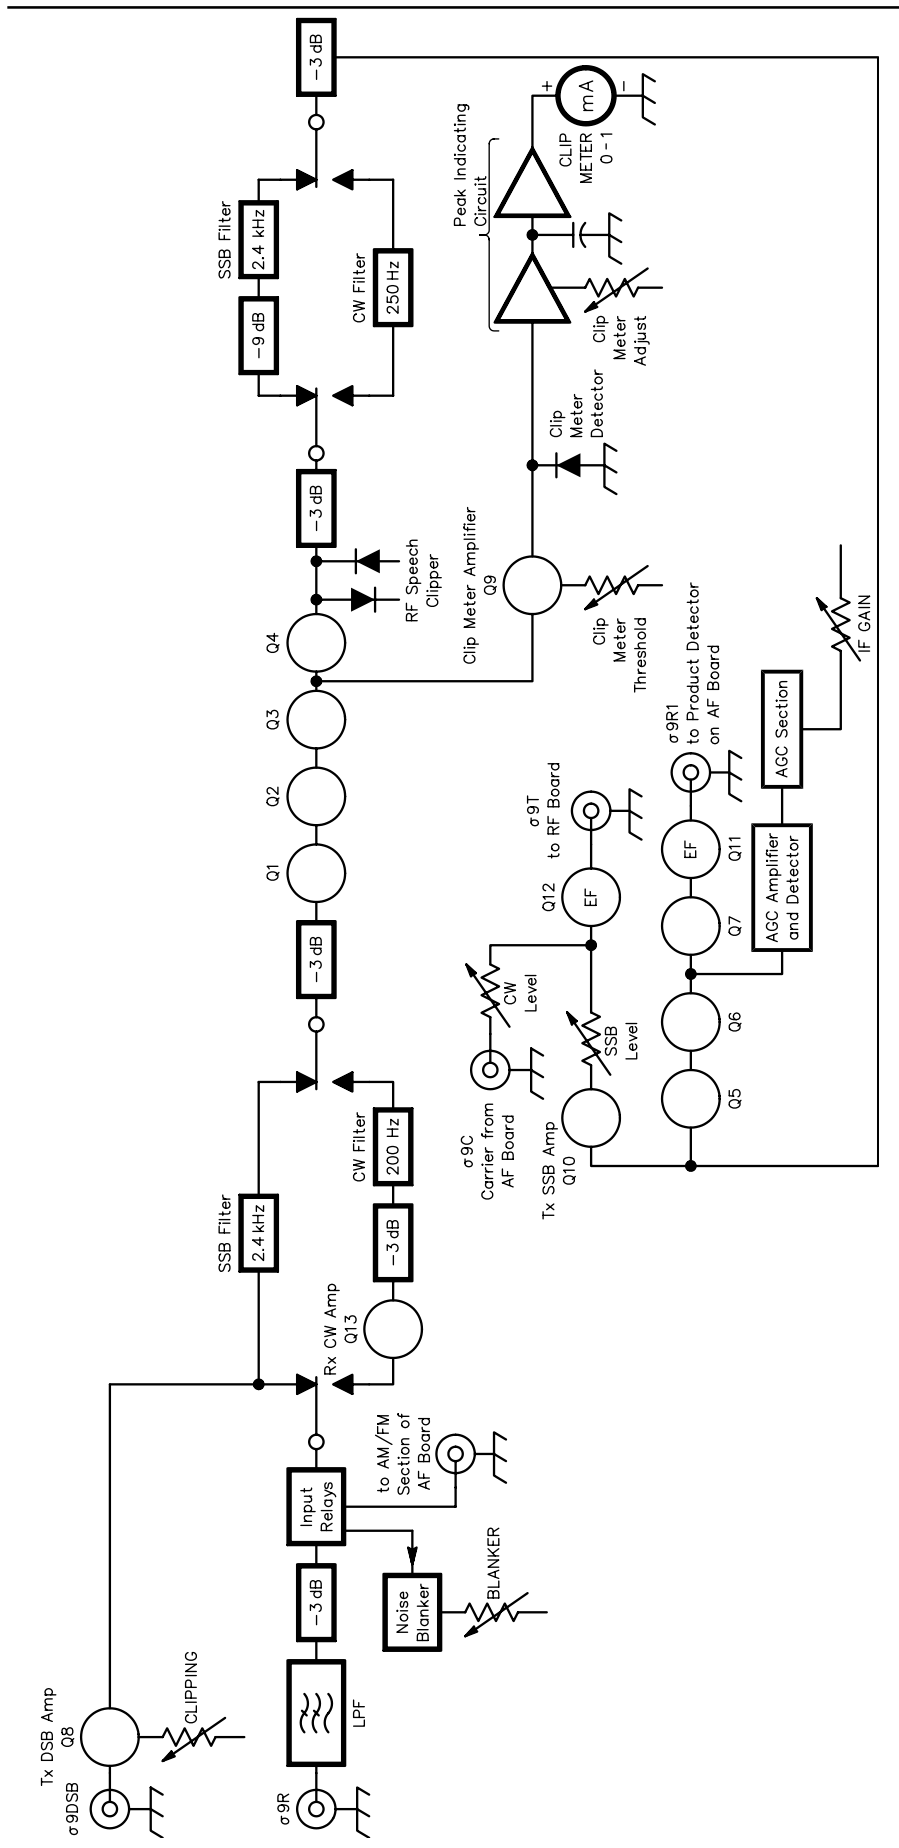 σ9DSB
Tx DSB Amp
Q8
CLIPPING
σ9R
LPF
−3 dB
Input
Relays
Noise
Blanker
BLANKER
to AM/FM
Section of
AF Board
Rx CW Amp
Q13
−3 dB
SSB Filter
2.4 kHz
CW Filter
200 Hz
−3 dB
Q1
Q2
Q3
Q4
RF Speech
Clipper
−3 dB
−9 dB
SSB Filter
2.4 kHz
CW Filter
250 Hz
−3 dB
Clip Meter Amplifier
Q9
Clip
Meter
Threshold
Clip
Meter
Detector
Peak Indicating
Circuit
Clip
Meter
Adjust
CLIP
METER
0-1
+
mA
−
σ9C
Carrier from
AF Board
CW
Level
Tx SSB Amp
Q10
SSB
Level
Q12
EF
σ9T
to RF Board
Q5
Q6
Q7
EF
Q11
σ9R1
to Product Detector
on AF Board
AGC Amplifier
and Detector
AGC Section
IF GAIN